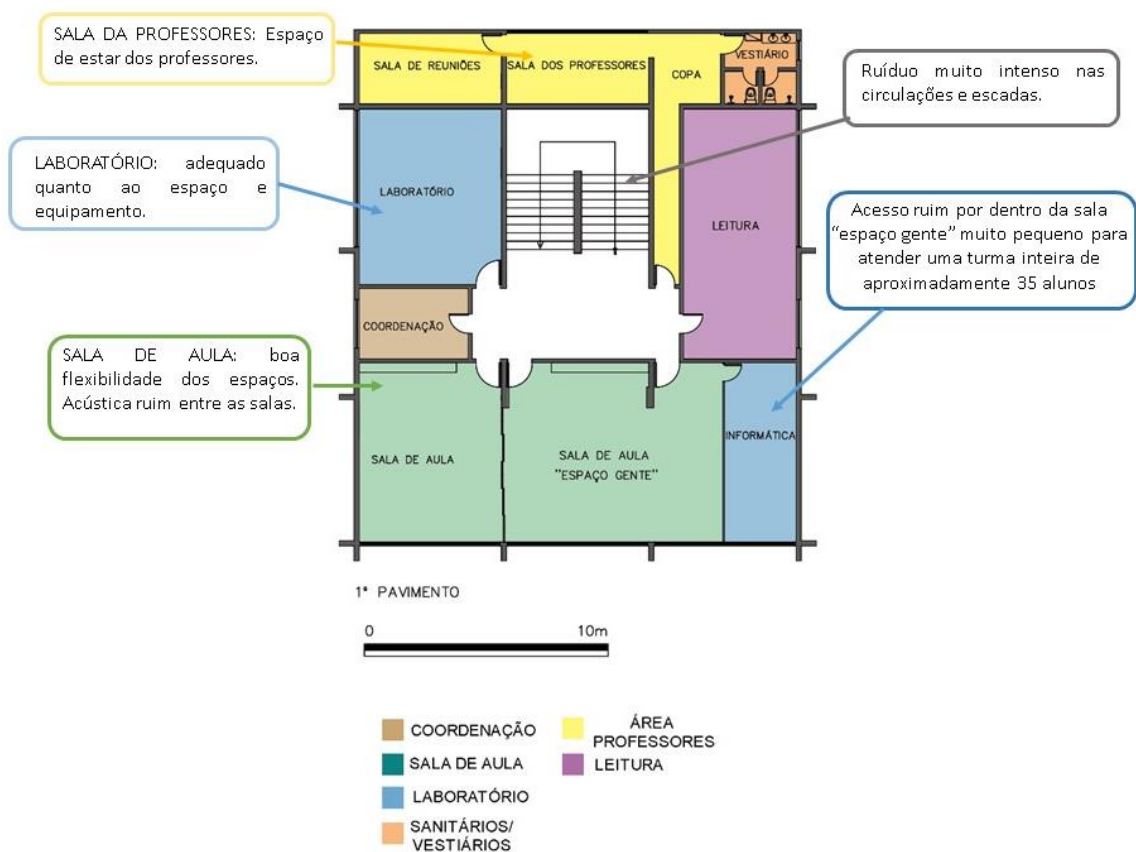 SALA DA PROFESSORES: Espaço
de estar dos professores.
Ruíduo muito intenso nas
circulações e escadas.
LABORATÓRIO: adequado
quanto ao espaço e
equipamento.
Acesso ruim por dentro da sala
"espaço gente" muito pequeno para
atender uma turma inteira de
aproximadamente 35 alunos
SALA DE AULA: boa
flexibilidade dos espaços.
Acústica ruim entre as salas.
SALA DE REUNIÕES
SALA DOS PROFESSORES
COPA
VESTIÁRIO
LABORATÓRIO
LEITURA
COORDENAÇÃO
SALA DE AULA
SALA DE AULA
"ESPAÇO GENTE"
INFORMÁTICA
1º PAVIMENTO
0 10m
COORDENAÇÃO
SALA DE AULA
LABORATÓRIO
SANITÁRIOS/
VESTIÁRIOS
ÁREA
PROFESSORES
LEITURA